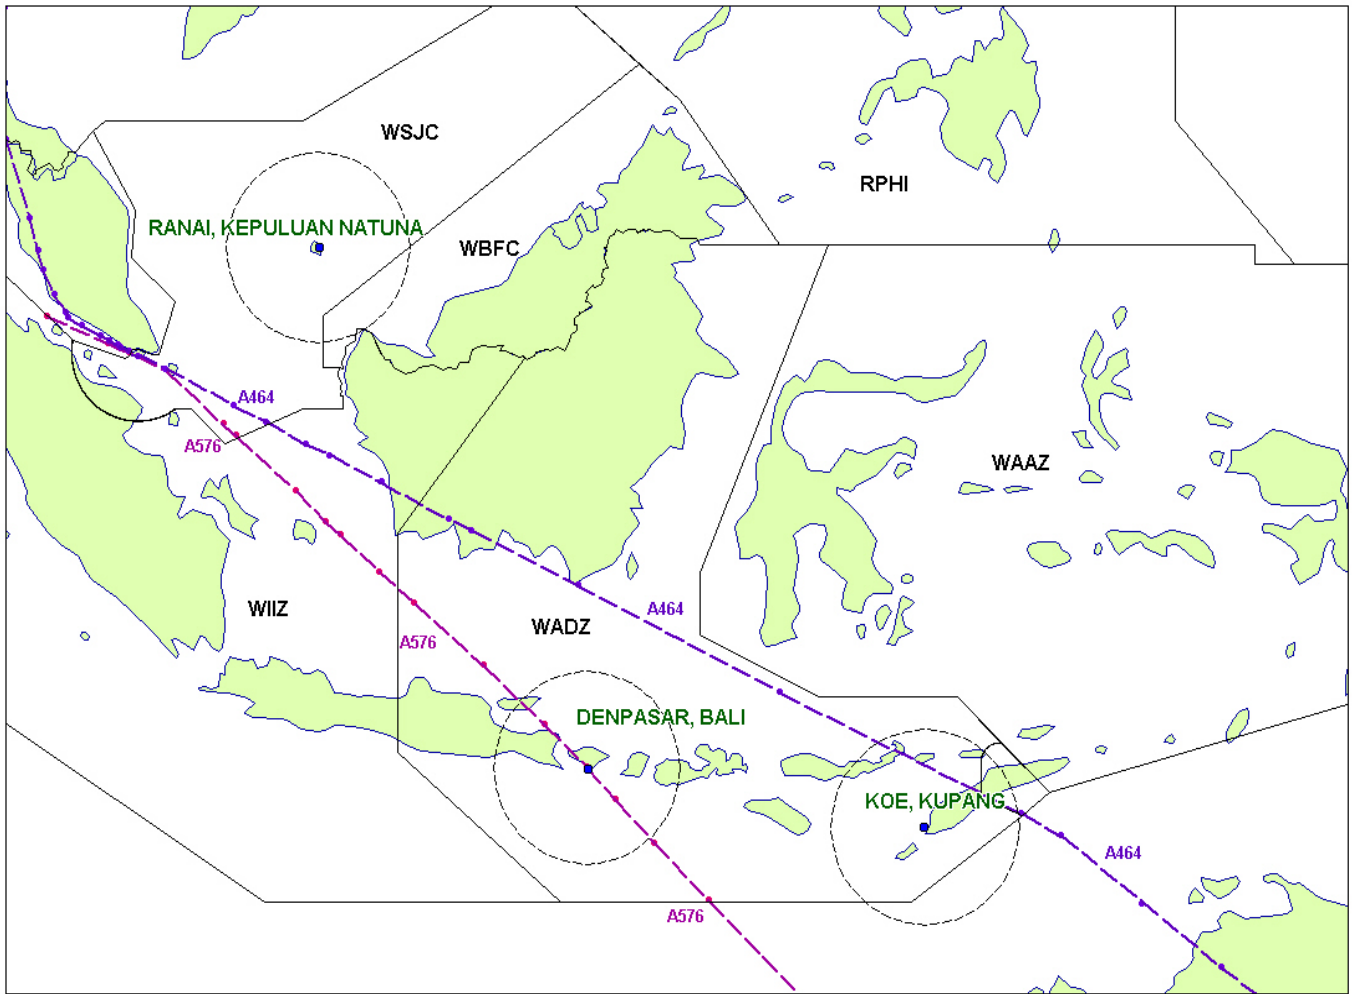 WSJC
RPHI
RANAI, KEPULUAN NATUNA
WBFC
A464
A576
WAAZ
WIIZ
A464
WADZ
A576
DENPASAR, BALI
KOE, KUPANG
A464
A576